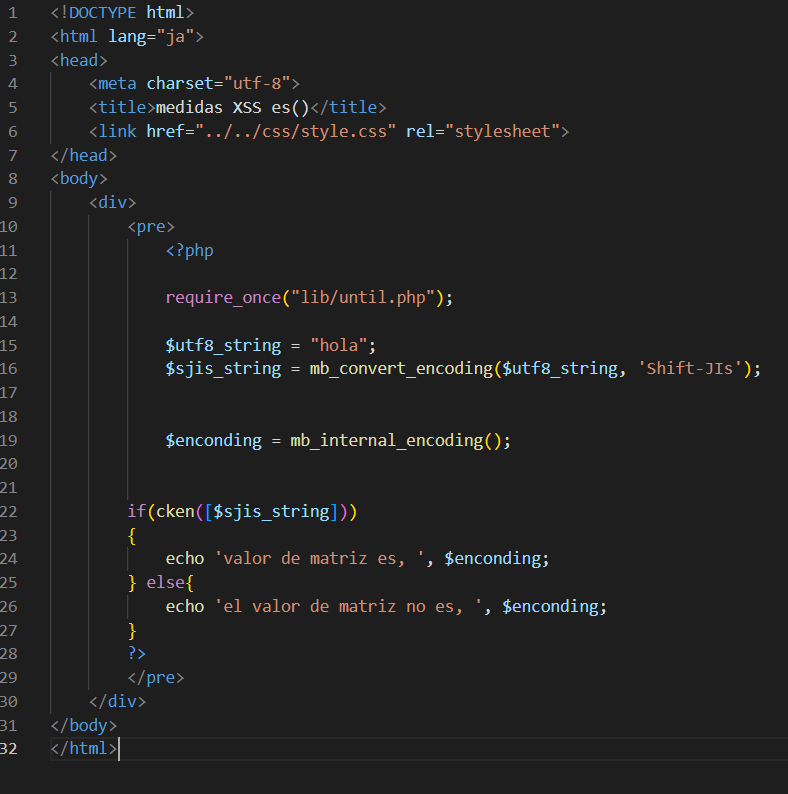 1 <!DOCTYPE html>
2 <html lang="ja">
3 <head>
4     <meta charset="utf-8">
5     <title>medidas XSS es()</title>
6     <link href="../../css/style.css" rel="stylesheet">
7 </head>
8 <body>
9     <div>
10         <pre>
11             <?php
12
13             require_once("lib/until.php");
14
15             $utf8_string = "hola";
16             $sjis_string = mb_convert_encoding($utf8_string, 'Shift-JIs');
17
18
19             $enconding = mb_internal_encoding();
20
21
22         if(cken([$sjis_string]))
23         {
24             echo 'valor de matriz es, ', $enconding;
25         } else{
26             echo 'el valor de matriz no es, ', $enconding;
27         }
28         ?>
29         </pre>
30     </div>
31 </body>
32 </html>